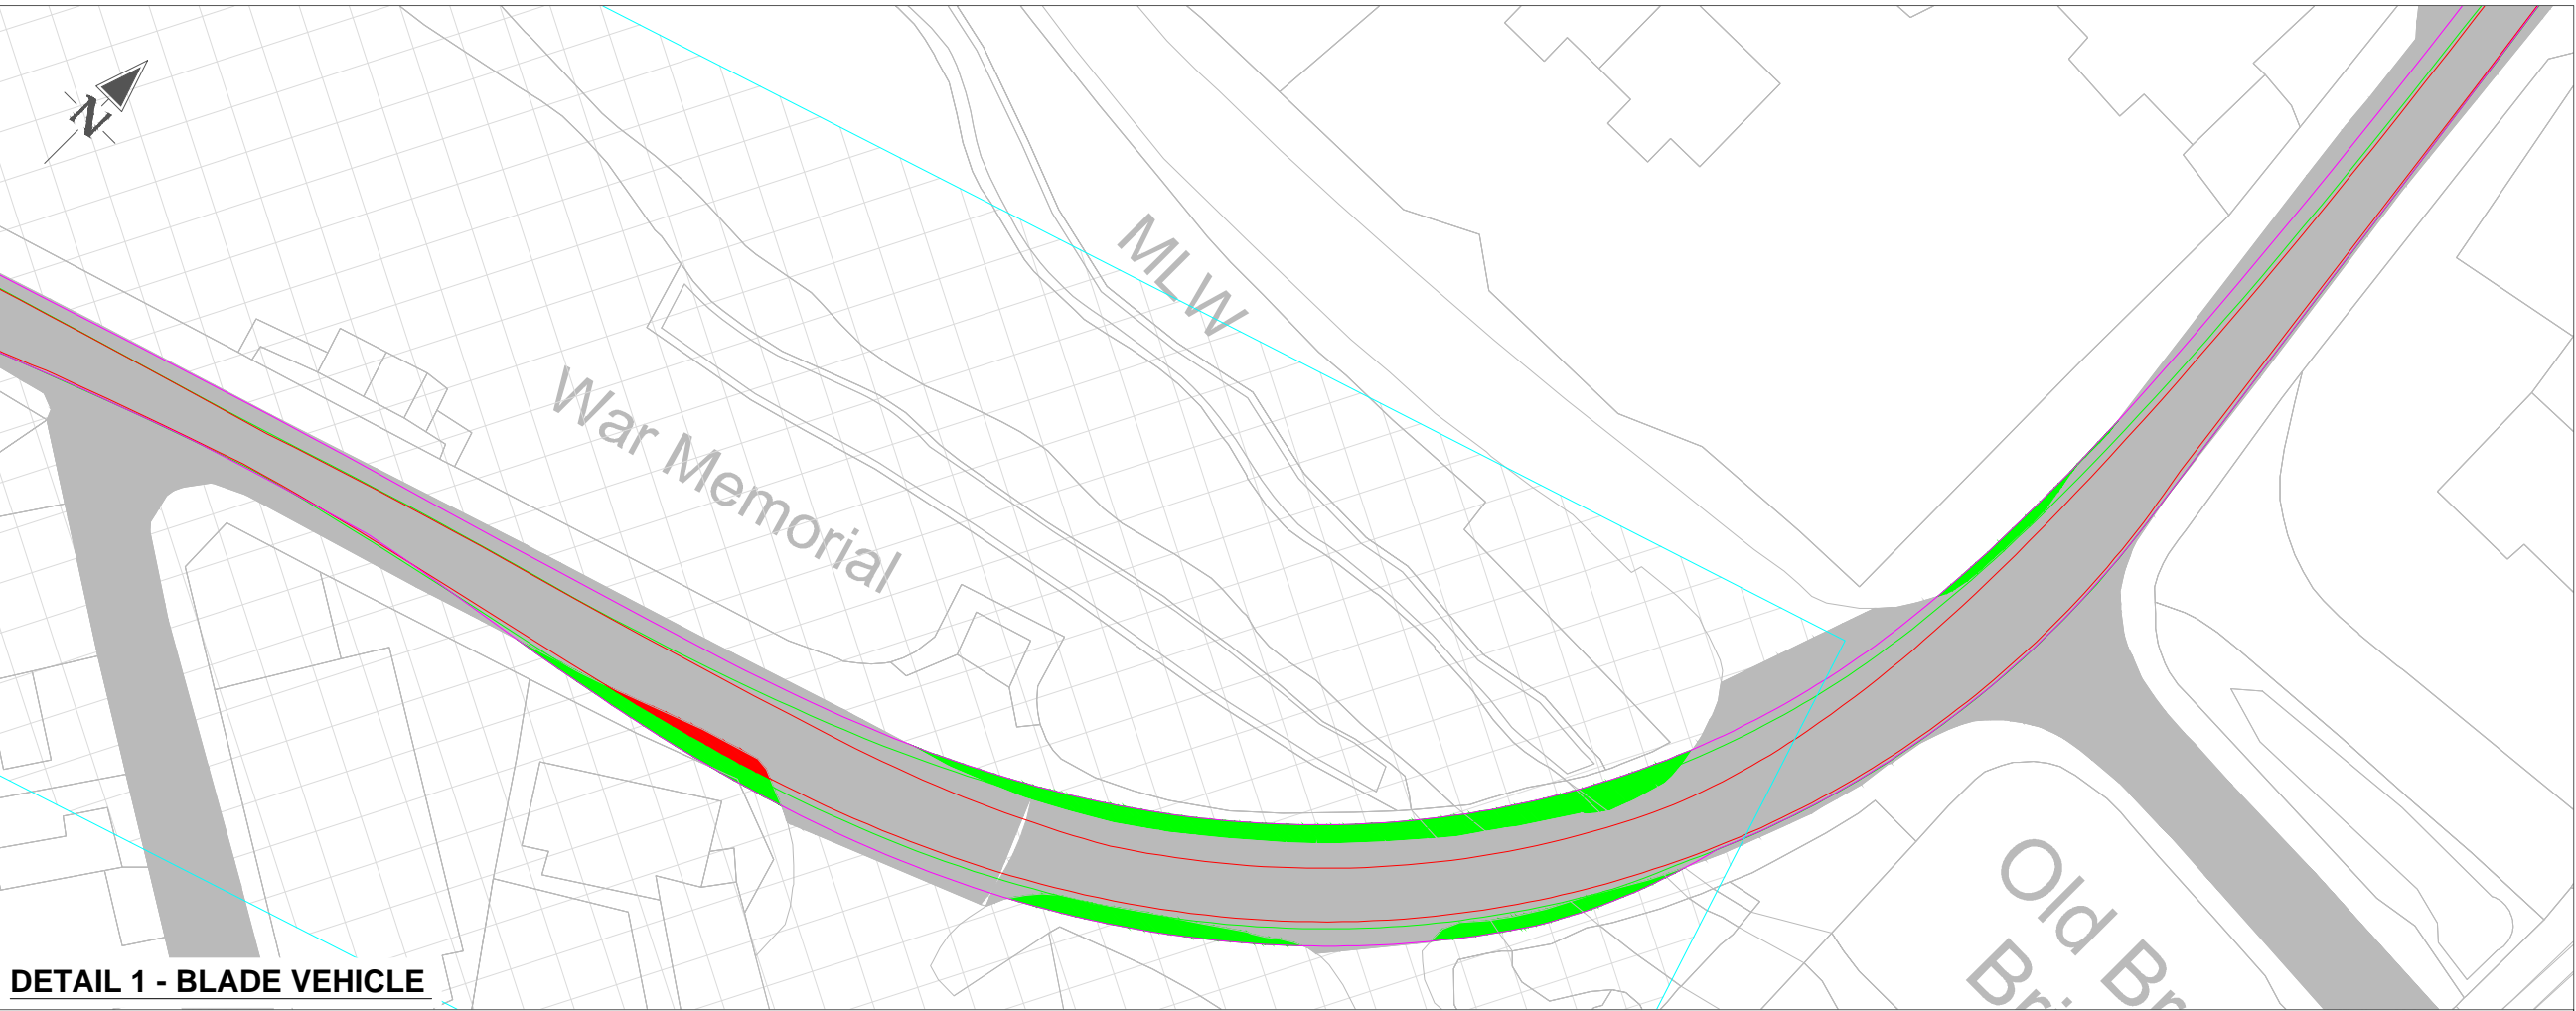 N
MLW
War Memorial
Old Br
Bri
DETAIL 1 - BLADE VEHICLE